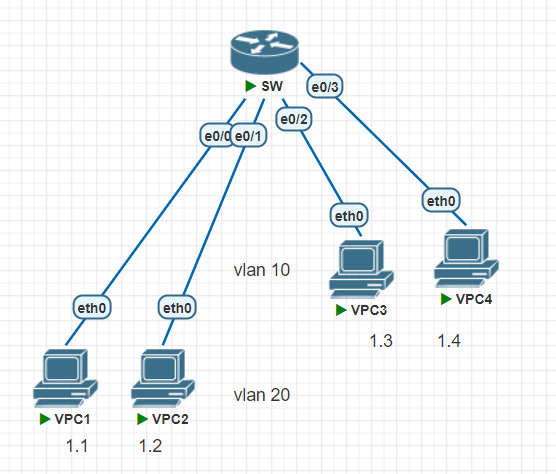 SW
e0/3
e0/2
e0/0
e0/1
eth0
eth0
vlan 10
VPC4
VPC3
eth0
eth0
1.3
1.4
vlan 20
VPC1
VPC2
1.1
1.2